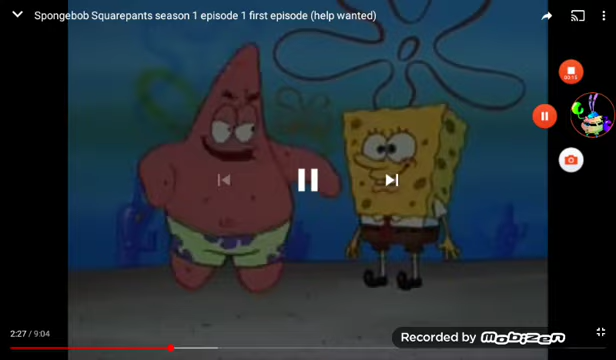 Spongebob Squarepants season 1 episode 1 first episode (help wanted)
00:15
2:27 / 9:04
Recorded by MOBIZEN